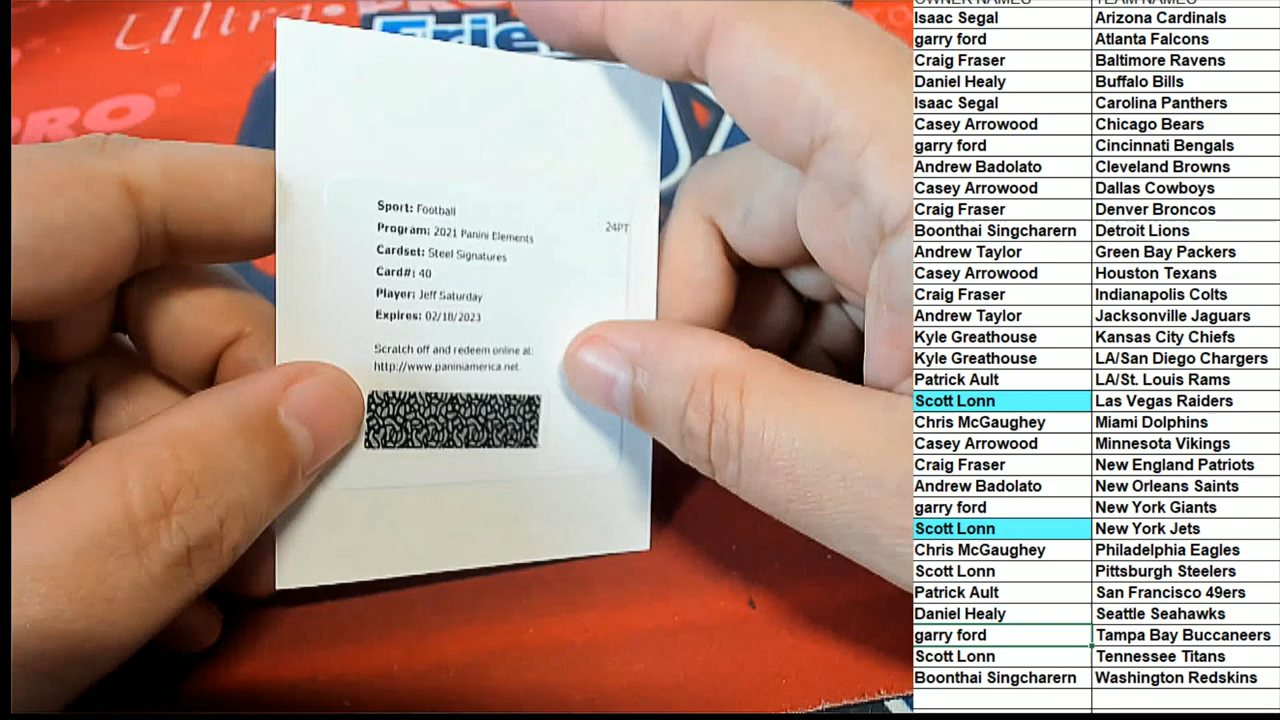 Ultra·PRO
Erie
PRO
Sport: Football
24PT
Program: 2021 Panini Elements
Cardset: Steel Signatures
Card#: 40
Player: Jeff Saturday
Expires: 02/18/2023
Scratch off and redeem online at:
http://www.paniniamerica.net.
OWNER NAMES TEAM NAMES
Isaac Segal Arizona Cardinals
garry ford Atlanta Falcons
Craig Fraser Baltimore Ravens
Daniel Healy Buffalo Bills
Isaac Segal Carolina Panthers
Casey Arrowood Chicago Bears
garry ford Cincinnati Bengals
Andrew Badolato Cleveland Browns
Casey Arrowood Dallas Cowboys
Craig Fraser Denver Broncos
Boonthai Singcharern Detroit Lions
Andrew Taylor Green Bay Packers
Casey Arrowood Houston Texans
Craig Fraser Indianapolis Colts
Andrew Taylor Jacksonville Jaguars
Kyle Greathouse Kansas City Chiefs
Kyle Greathouse LA/San Diego Chargers
Patrick Ault LA/St. Louis Rams
Scott Lonn Las Vegas Raiders
Chris McGaughey Miami Dolphins
Casey Arrowood Minnesota Vikings
Craig Fraser New England Patriots
Andrew Badolato New Orleans Saints
garry ford New York Giants
Scott Lonn New York Jets
Chris McGaughey Philadelphia Eagles
Scott Lonn Pittsburgh Steelers
Patrick Ault San Francisco 49ers
Daniel Healy Seattle Seahawks
garry ford Tampa Bay Buccaneers
Scott Lonn Tennessee Titans
Boonthai Singcharern Washington Redskins